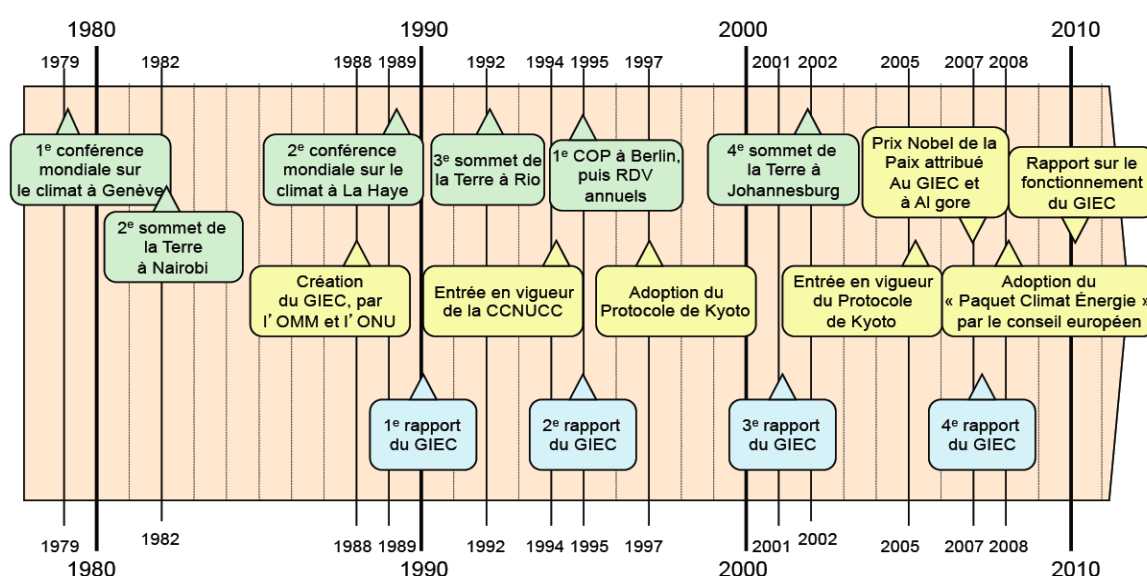 1980
1990
2000
2010
1979
1982
1988
1989
1992
1994
1995
1997
2001
2002
2005
2007
2008
1e conférence
mondiale sur
le climat à Genève
2e sommet de
la Terre
à Nairobi
2e conférence
mondiale sur le
climat à La Haye
3e sommet de
la Terre à Rio
1e COP à Berlin,
puis RDV
annuels
4e sommet de
la Terre à
Johannesburg
Prix Nobel de la
Paix attribué
Au GIEC et
à Al gore
Rapport sur le
fonctionnement
du GIEC
Création
du GIEC, par
l'OMM et l'ONU
Entrée en vigueur
de la CCNUCC
Adoption du
Protocole de Kyoto
Entrée en vigueur
du Protocole
de Kyoto
Adoption du
« Paquet Climat Énergie »
par le conseil européen
1e rapport
du GIEC
2e rapport
du GIEC
3e rapport
du GIEC
4e rapport
du GIEC
1979
1982
1988
1989
1992
1994
1995
1997
2001
2002
2005
2007
2008
1980
1990
2000
2010